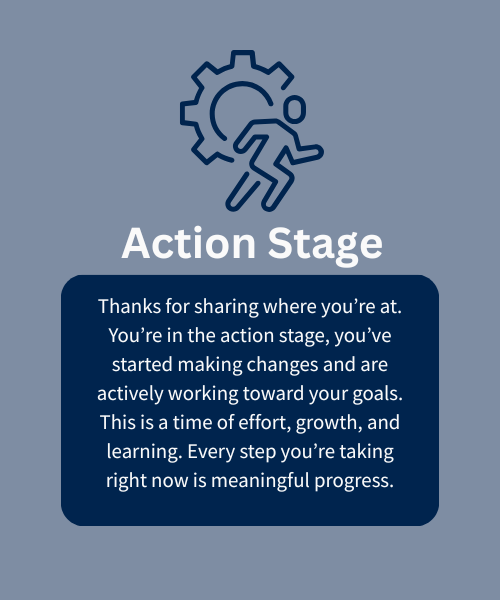 Action Stage
Thanks for sharing where you’re at.
You’re in the action stage, you’ve
started making changes and are
actively working toward your goals.
This is a time of effort, growth, and
learning. Every step you’re taking
right now is meaningful progress.